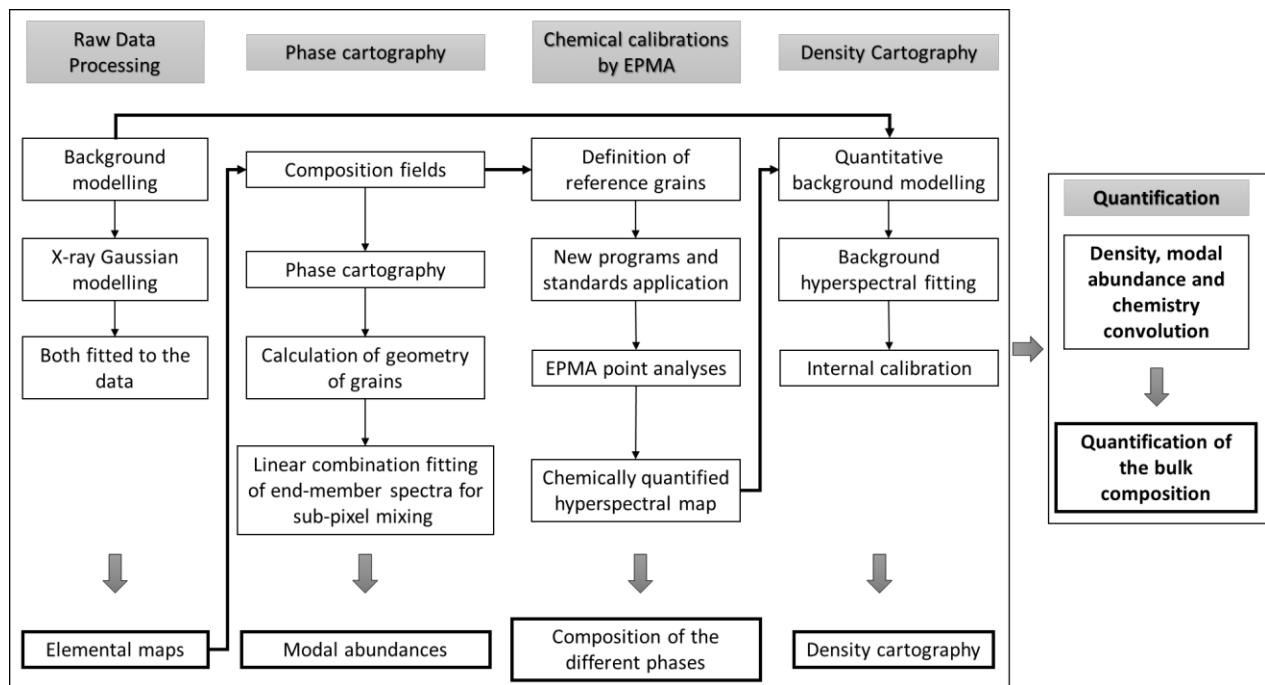 Raw Data
Processing
Background
modelling
X-ray Gaussian
modelling
Both fitted to the
data
Elemental maps
Phase cartography
Composition fields
Phase cartography
Calculation of geometry
of grains
Linear combination fitting
of end-member spectra for
sub-pixel mixing
Modal abundances
Chemical calibrations
by EPMA
Definition of
reference grains
New programs and
standards application
EPMA point analyses
Chemically quantified
hyperspectral map
Composition of the
different phases
Density Cartography
Quantitative
background modelling
Background
hyperspectral fitting
Internal calibration
Density cartography
Quantification
Density, modal
abundance and
chemistry
convolution
Quantification of
the bulk
composition